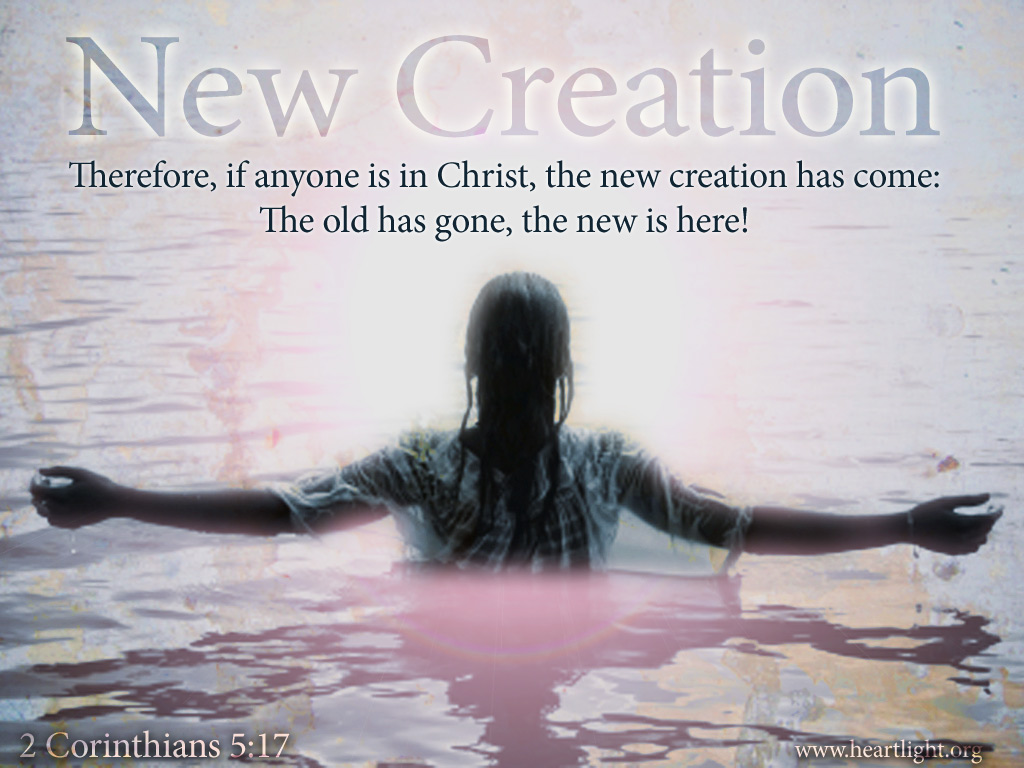 New Creation
Therefore, if anyone is in Christ, the new creation has come:
The old has gone, the new is here!
2 Corinthians 5:17
www.heartlight.org